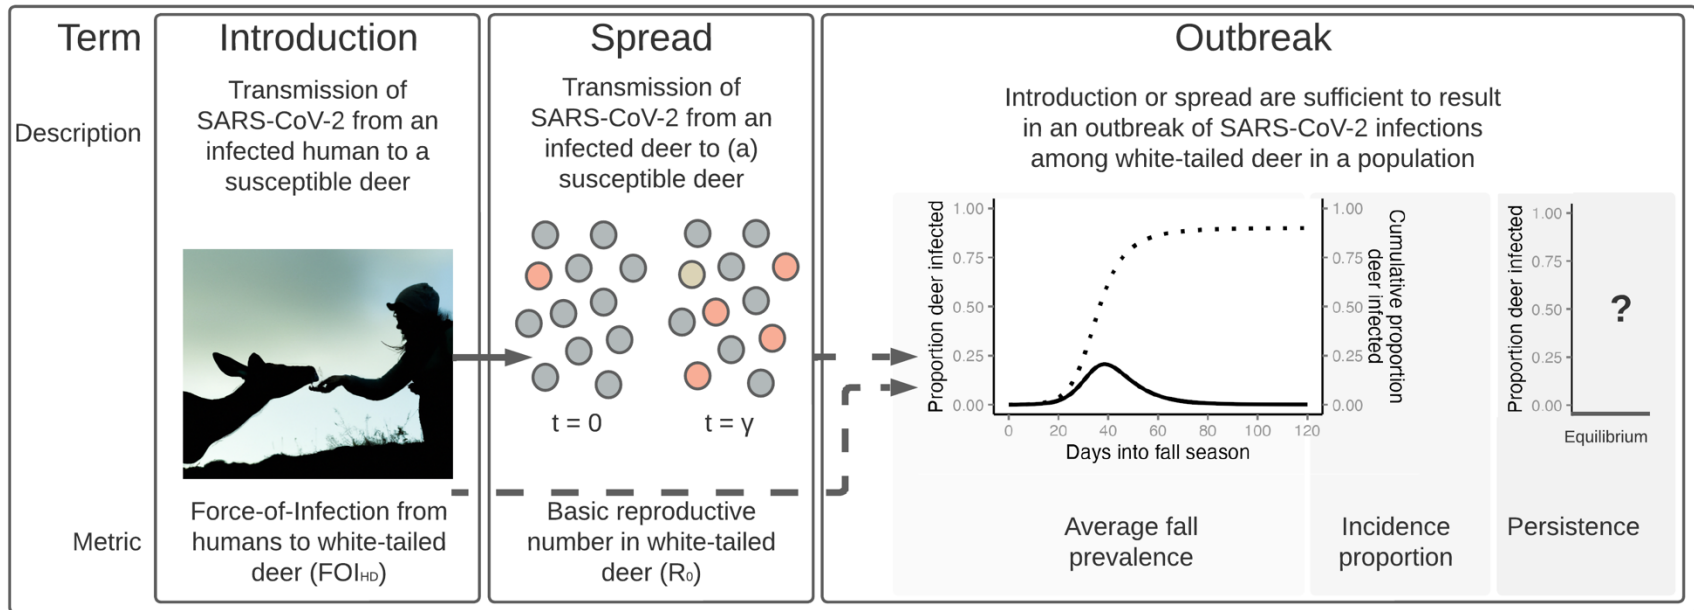 Term
Introduction
Spread
Outbreak
Description
Transmission of
SARS-CoV-2 from an
infected human to a
susceptible deer
Transmission of
SARS-CoV-2 from an
infected deer to (a)
susceptible deer
Introduction or spread are sufficient to result
in an outbreak of SARS-CoV-2 infections
among white-tailed deer in a population
t = 0
t = γ
Proportion deer infected
1.00
0.75
0.50
0.25
0.00
0 20 40 60 80 100 120
Days into fall season
1.00
0.75
0.50
0.25
0.00
Cumulative proportion
deer infected
Proportion deer infected
1.00
0.75
0.50
0.25
0.00
?
Equilibrium
Metric
Force-of-Infection from
humans to white-tailed
deer (FOIHD)
Basic reproductive
number in white-tailed
deer (R0)
Average fall
prevalence
Incidence
proportion
Persistence